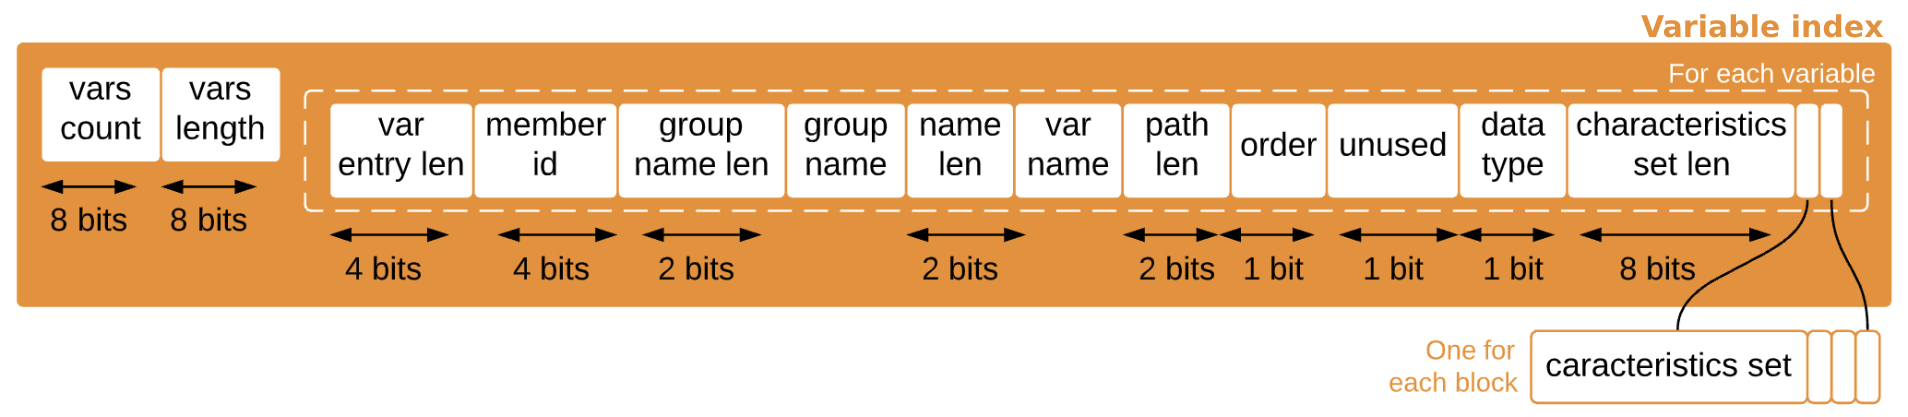 Variable index
For each variable
vars
count
vars
length
var
entry len
member
id
group
name len
group
name
name
len
var
name
path
len
order
unused
data
type
characteristics
set len
8 bits
8 bits
4 bits
4 bits
2 bits
2 bits
2 bits
1 bit
1 bit
1 bit
8 bits
One for
each block
caracteristics set